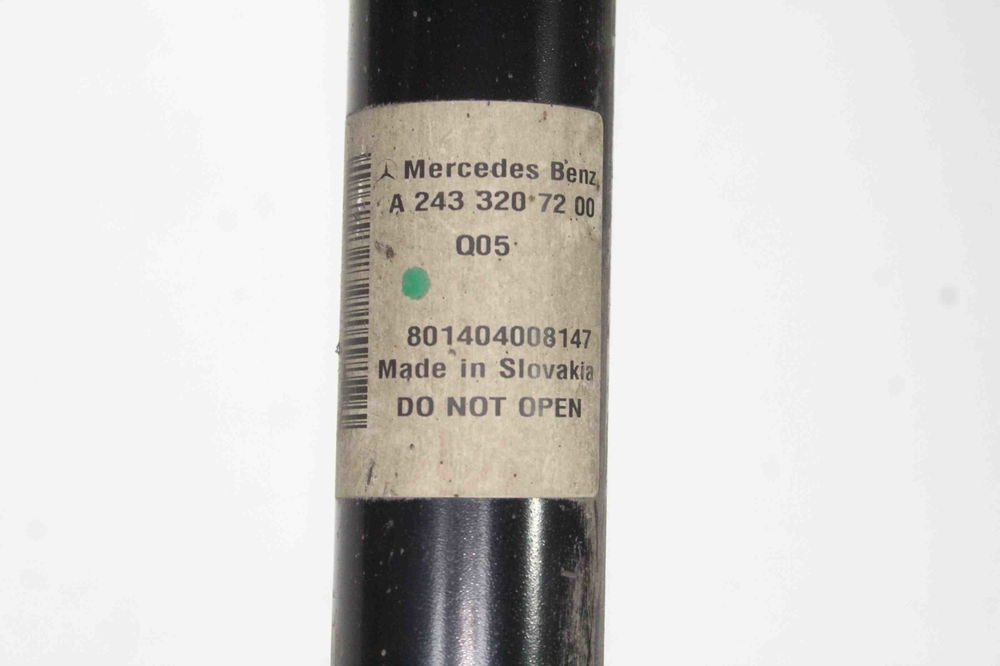 Mercedes Benz
A 243 320 72 00
Q05
801404008147
Made in Slovakia
DO NOT OPEN